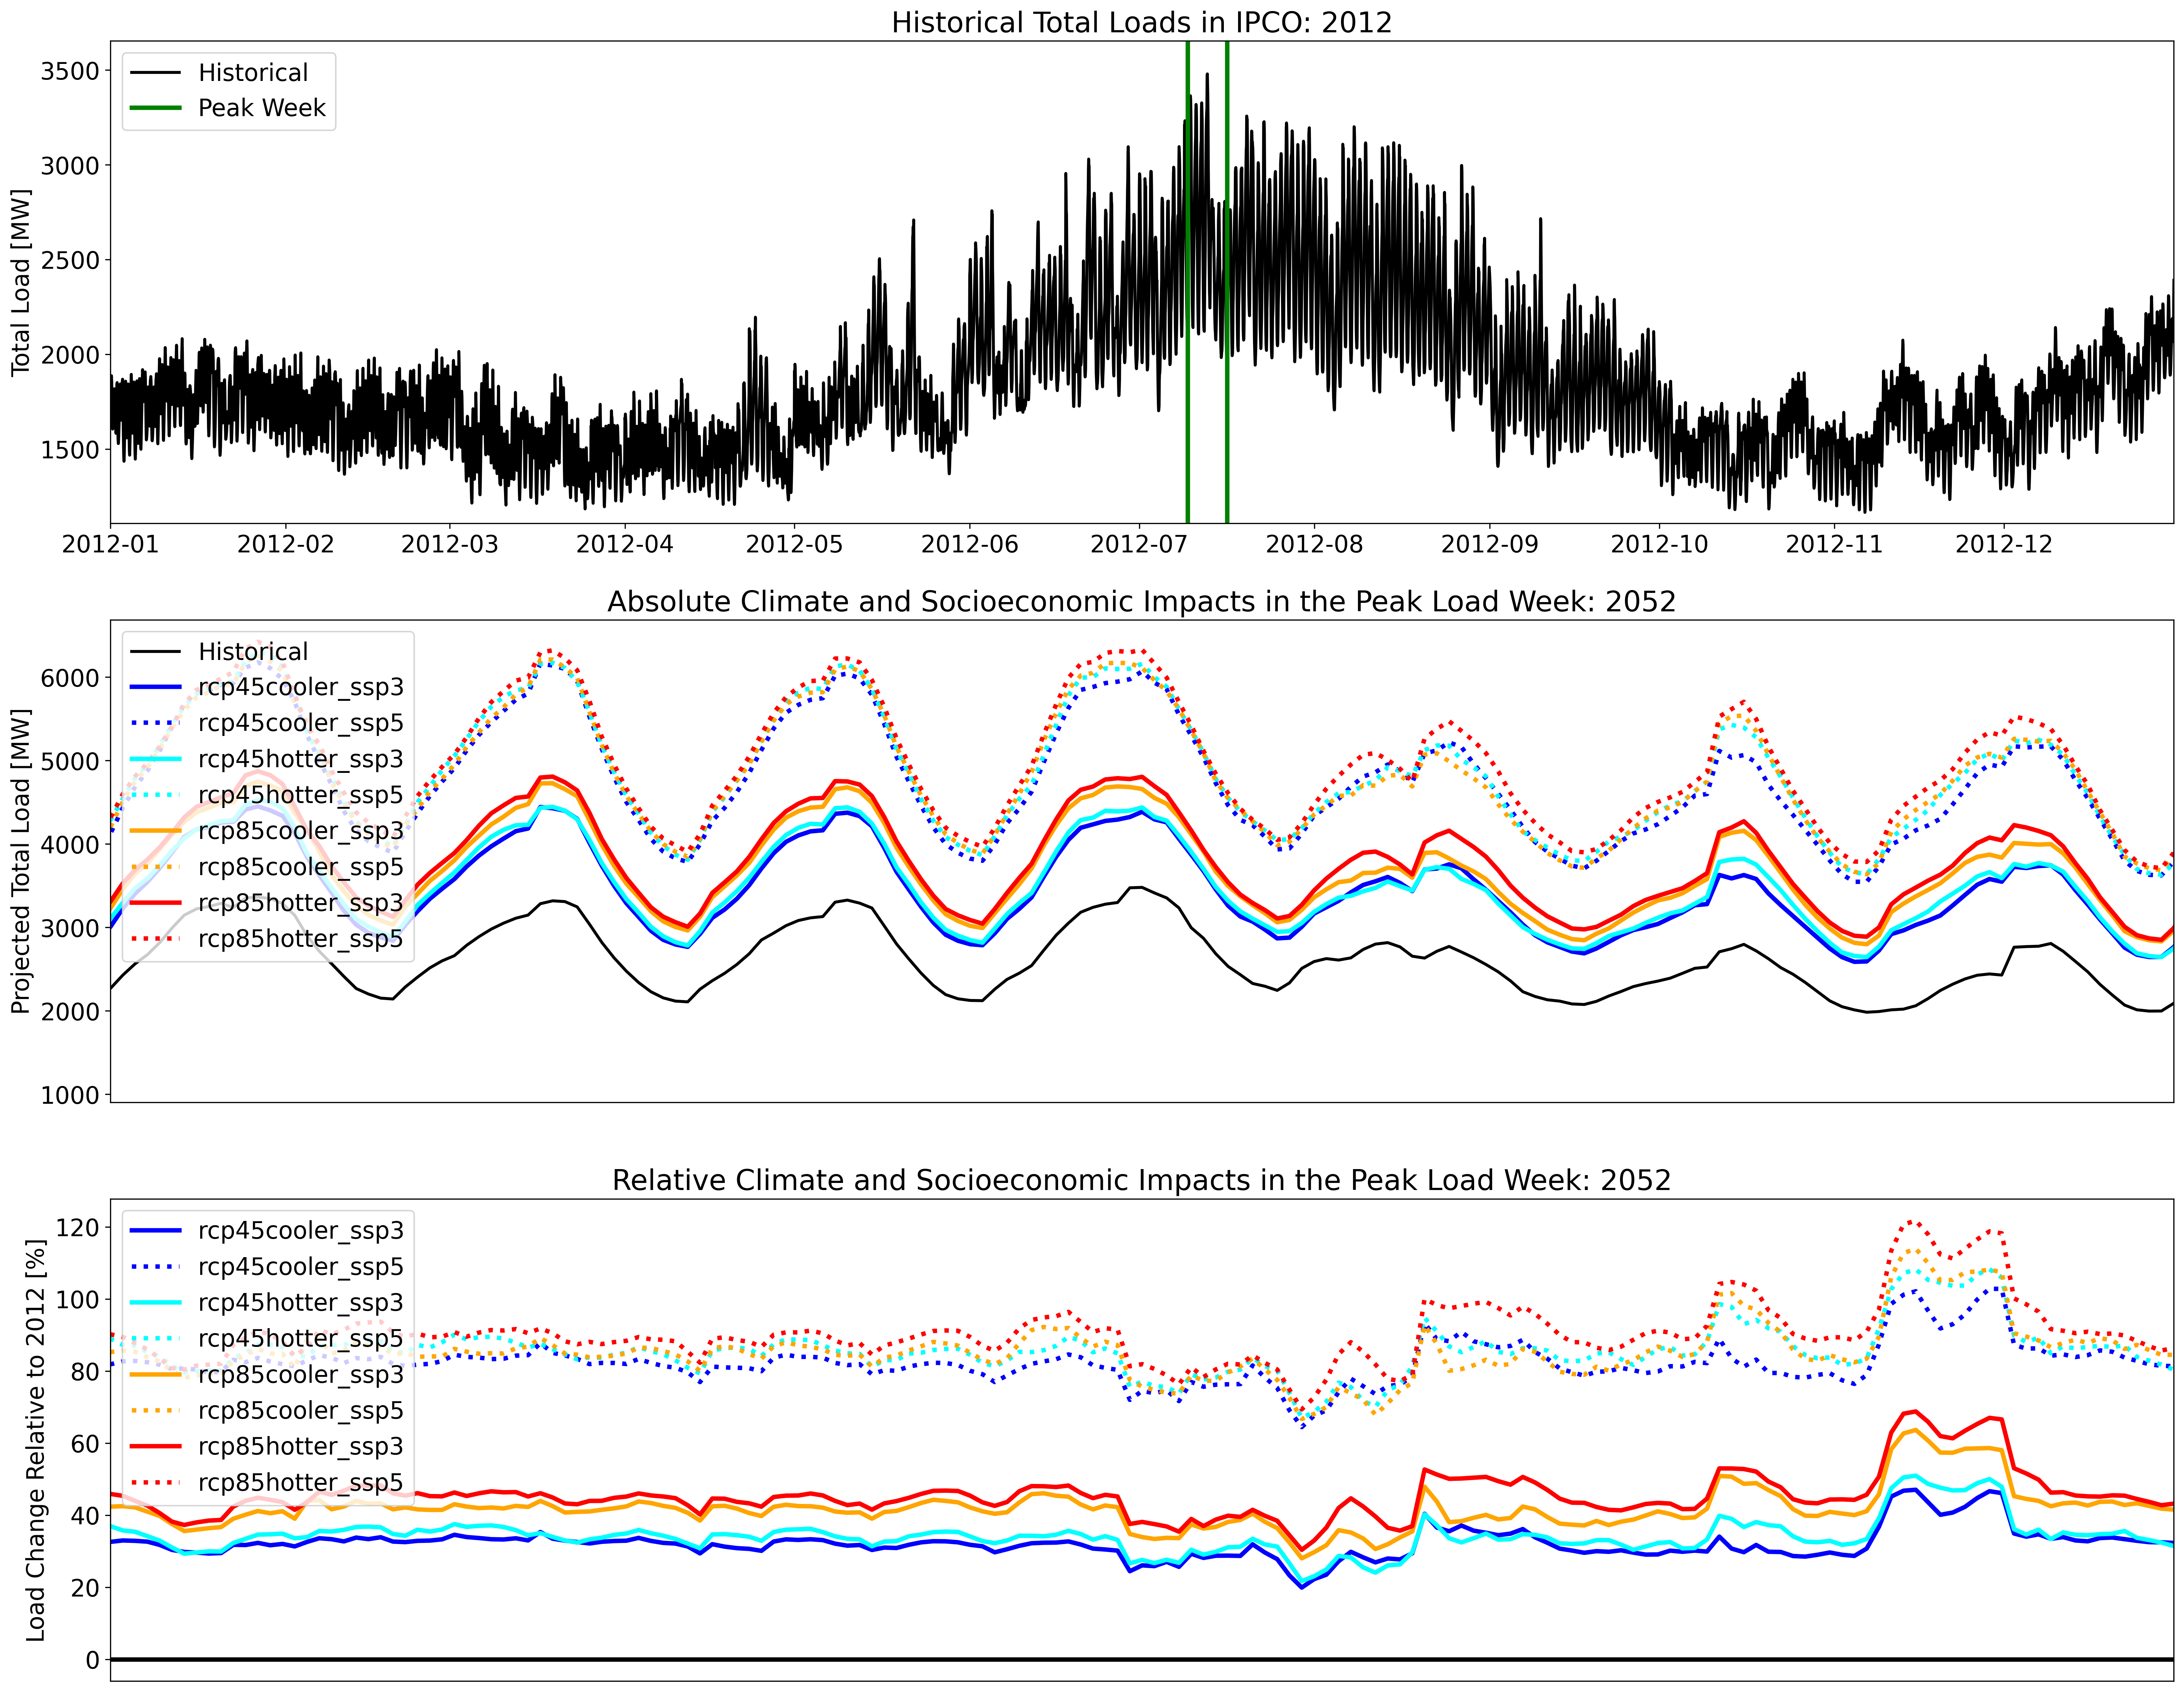 Historical Total Loads in IPCO: 2012
Historical
Peak Week
Total Load [MW]
3500
3000
2500
2000
1500
2012-01
2012-02
2012-03
2012-04
2012-05
2012-06
2012-07
2012-08
2012-09
2012-10
2012-11
2012-12
Absolute Climate and Socioeconomic Impacts in the Peak Load Week: 2052
Historical
rcp45cooler_ssp3
rcp45cooler_ssp5
rcp45hotter_ssp3
rcp45hotter_ssp5
rcp85cooler_ssp3
rcp85cooler_ssp5
rcp85hotter_ssp3
rcp85hotter_ssp5
Projected Total Load [MW]
6000
5000
4000
3000
2000
1000
Relative Climate and Socioeconomic Impacts in the Peak Load Week: 2052
rcp45cooler_ssp3
rcp45cooler_ssp5
rcp45hotter_ssp3
rcp45hotter_ssp5
rcp85cooler_ssp3
rcp85cooler_ssp5
rcp85hotter_ssp3
rcp85hotter_ssp5
Load Change Relative to 2012 [%]
120
100
80
60
40
20
0